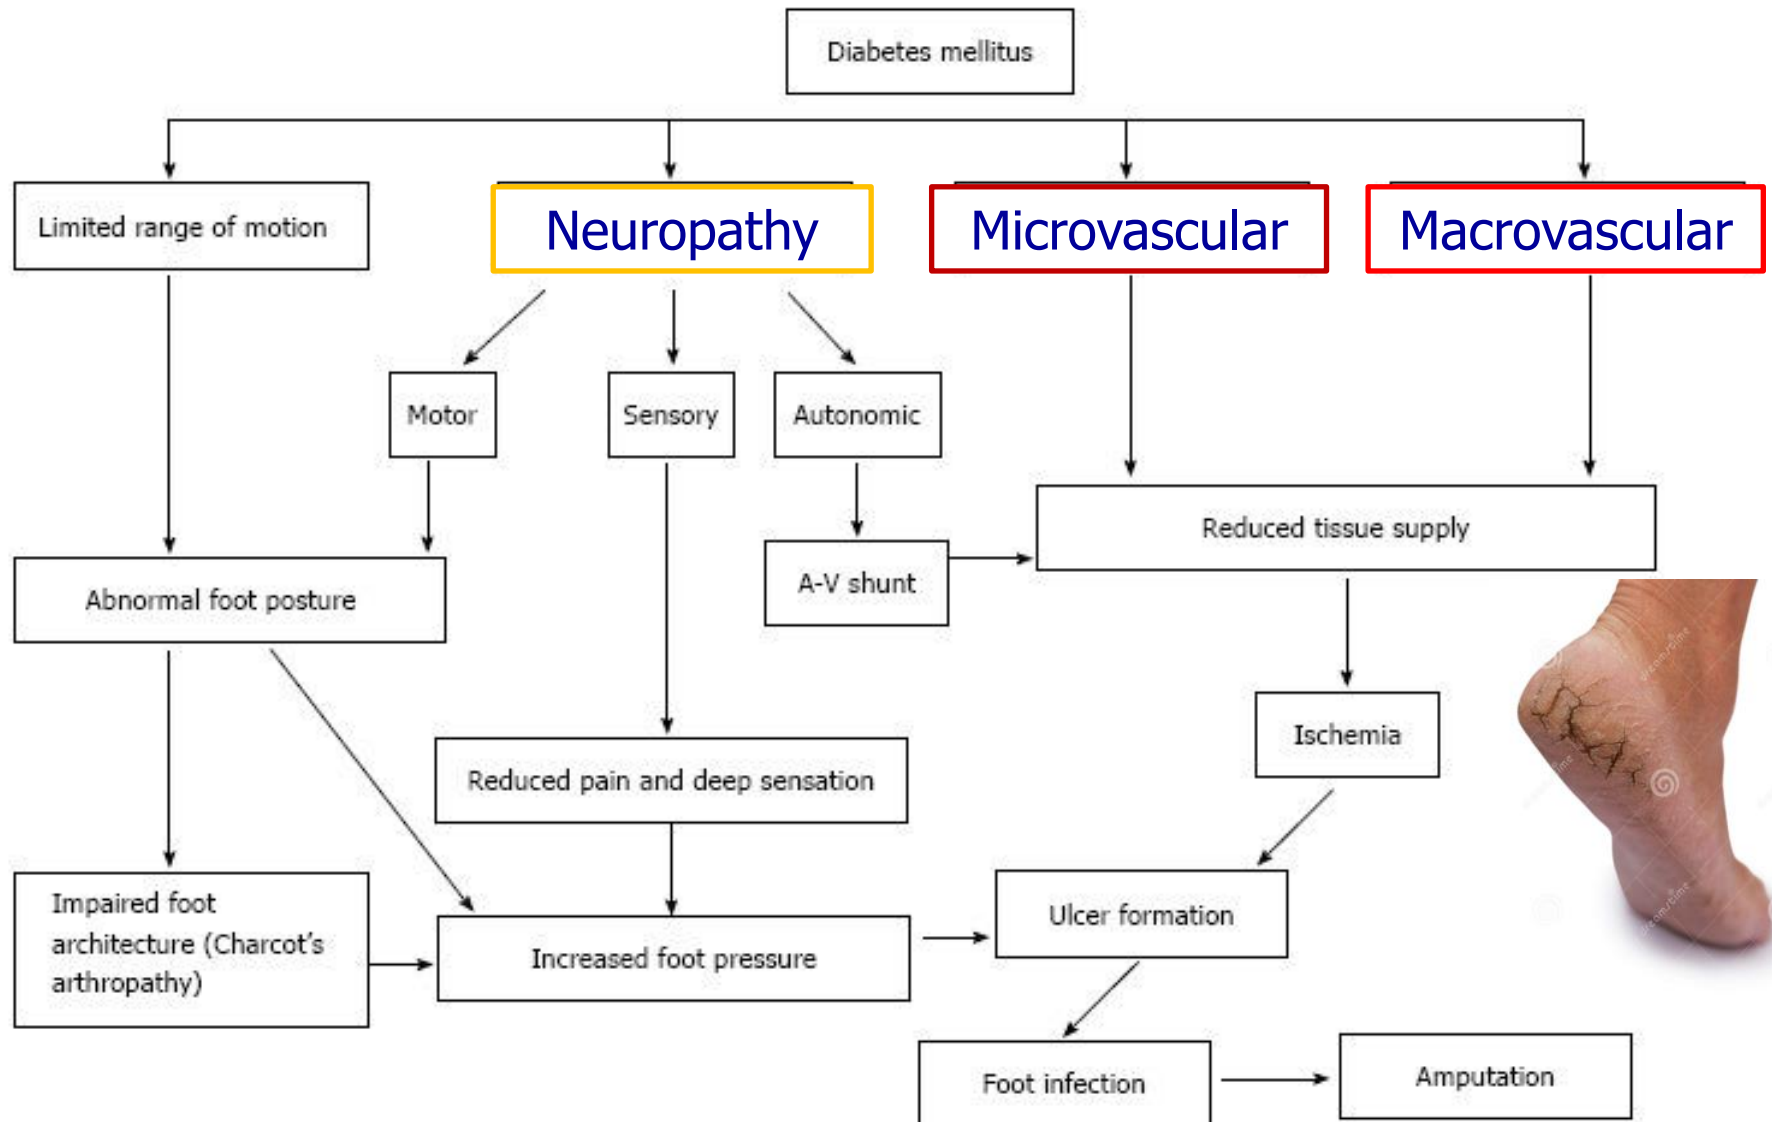 Diabetes mellitus
Limited range of motion
Neuropathy
Microvascular
Macrovascular
Motor
Sensory
Autonomic
Reduced tissue supply
A-V shunt
Abnormal foot posture
Ischemia
Reduced pain and deep sensation
Impaired foot
architecture (Charcot's
arthropathy)
Increased foot pressure
Ulcer formation
Foot infection
Amputation
dreamstime
dreamstime